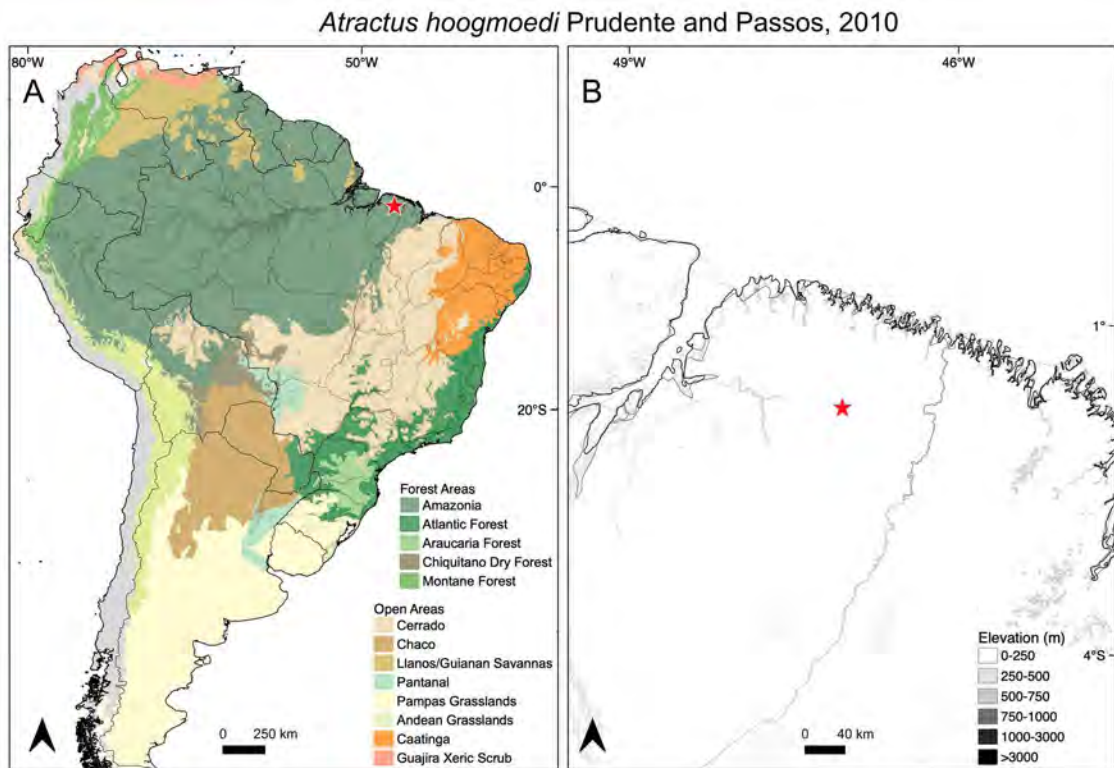 Atractus hoogmoedi Prudente and Passos, 2010
80°W
50°W
A
0°
20°S
Forest Areas
Amazonia
Atlantic Forest
Araucaria Forest
Chiquitano Dry Forest
Montane Forest
Open Areas
Cerrado
Chaco
Llanos/Guianan Savannas
Pantanal
Pampas Grasslands
Andean Grasslands
Caatinga
Guajira Xeric Scrub
0 250 km
49°W
46°W
B
1°
4°S
Elevation (m)
0-250
250-500
500-750
750-1000
1000-3000
>3000
0 40 km